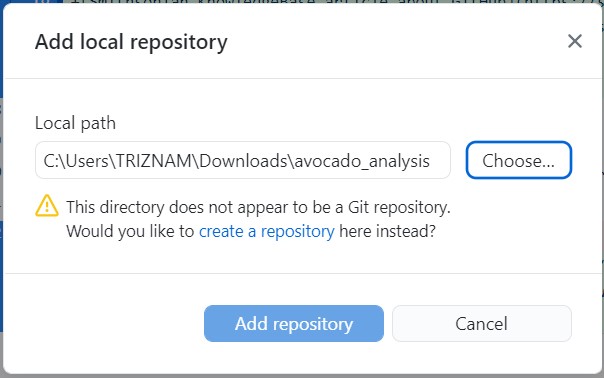 Add local repository
Local path
C:\Users\TRIZNAM\Downloads\avocado_analysis
Choose...
This directory does not appear to be a Git repository.
Would you like to create a repository here instead?
Add repository
Cancel